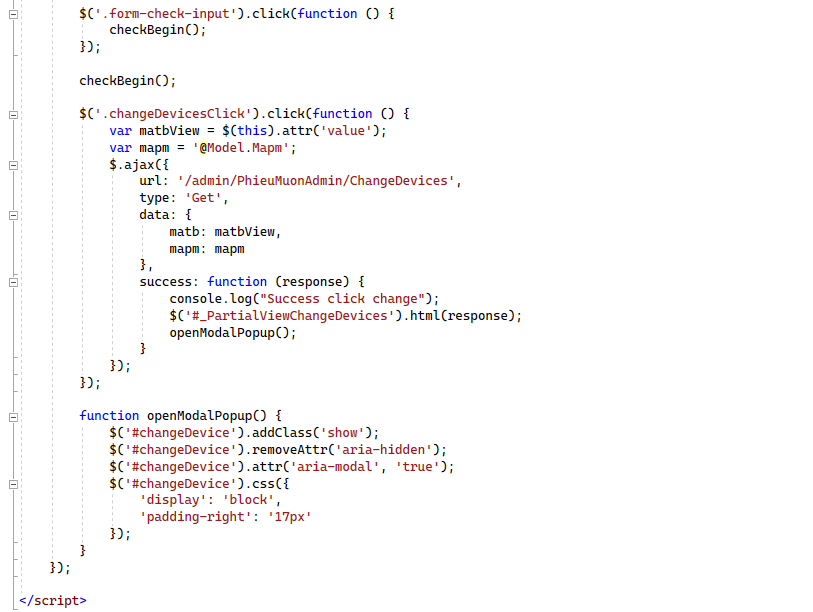 $('.form-check-input').click(function () {
checkBegin();
});
checkBegin();
$('.changeDevicesClick').click(function () {
var matbView = $(this).attr('value');
var mapm = '@Model.Mapm';
$.ajax({
url: '/admin/PhieuMuonAdmin/ChangeDevices',
type: 'Get',
data: {
matb: matbView,
mapm: mapm
},
success: function (response) {
console.log("Success click change");
$('#_PartialViewChangeDevices').html(response);
openModalPopup();
}
});
});
function openModalPopup() {
$('#changeDevice').addClass('show');
$('#changeDevice').removeAttr('aria-hidden');
$('#changeDevice').attr('aria-modal', 'true');
$('#changeDevice').css({
'display': 'block',
'padding-right': '17px'
});
}
});
</script>